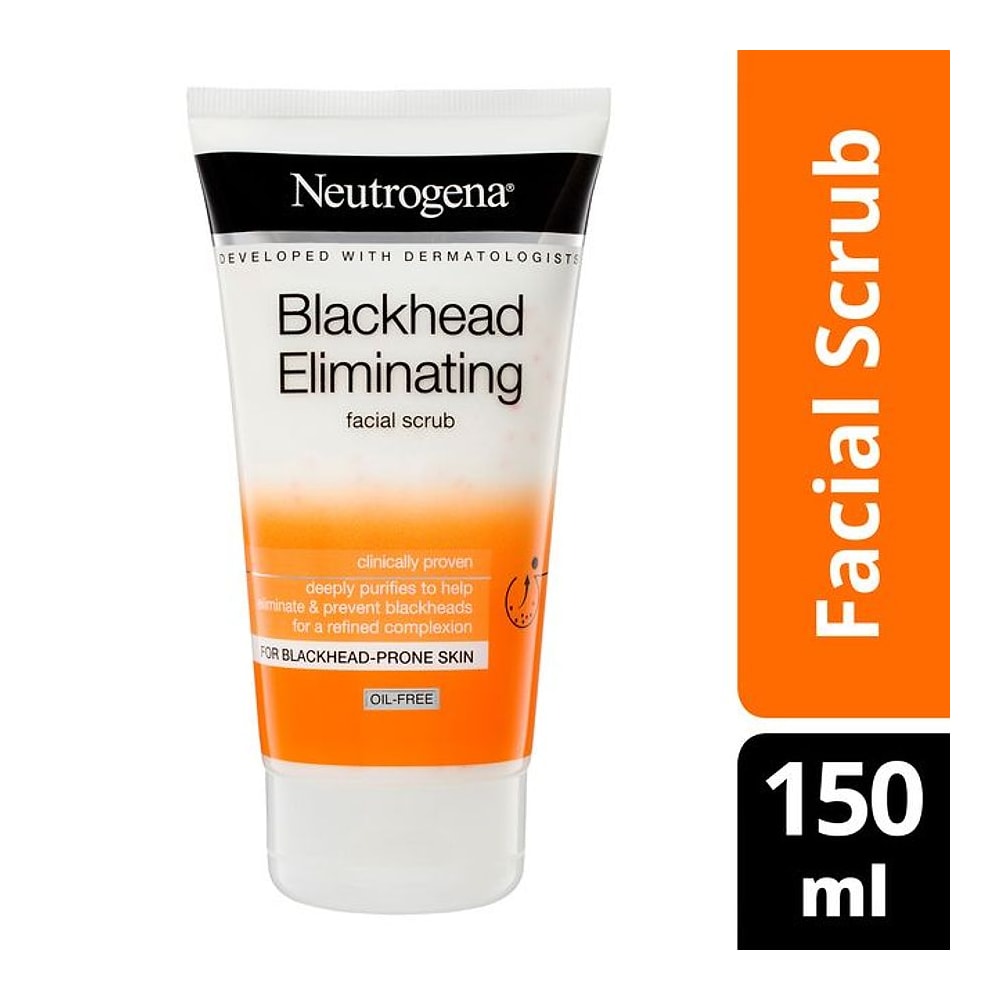 Neutrogena®
DEVELOPED WITH DERMATOLOGISTS
Blackhead
Eliminating
facial scrub
clinically proven
deeply purifies to help
eliminate & prevent blackheads
for a refined complexion
FOR BLACKHEAD-PRONE SKIN
OIL-FREE
Facial Scrub
150
ml